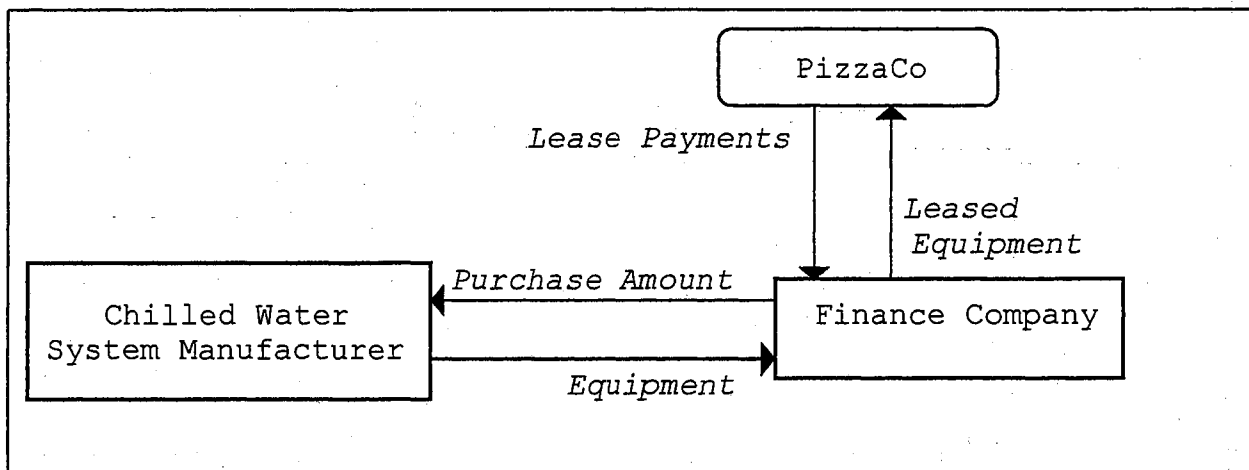 PizzaCo
Lease Payments
Leased
Equipment
Purchase Amount
Chilled Water
System Manufacturer
Finance Company
Equipment